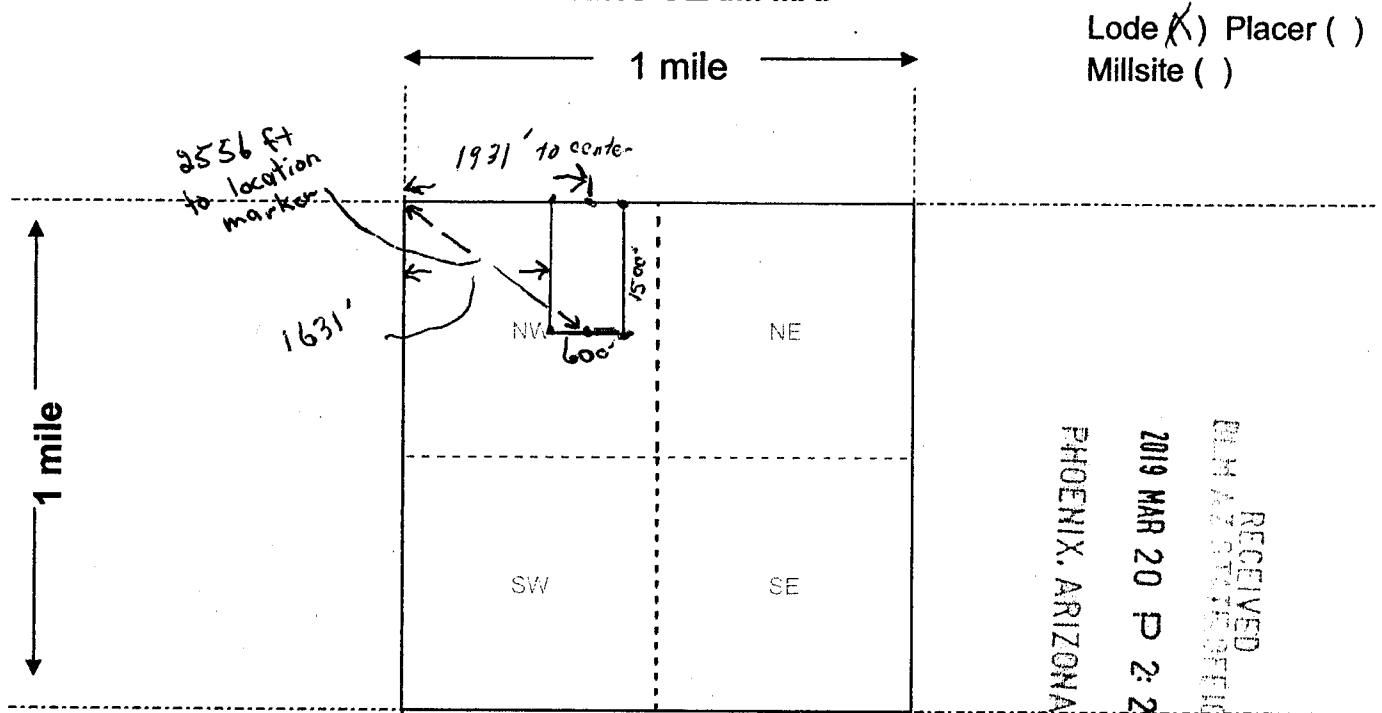 Lode (X) Placer ( )
Millsite ( )
1 mile
2556 ft
to location
marker
1931' to center
1631'
1500'
600'
NW
NE
SW
SE
1 mile
RECEIVED
2019 MAR 20 P 2:2
PHOENIX, ARIZONA